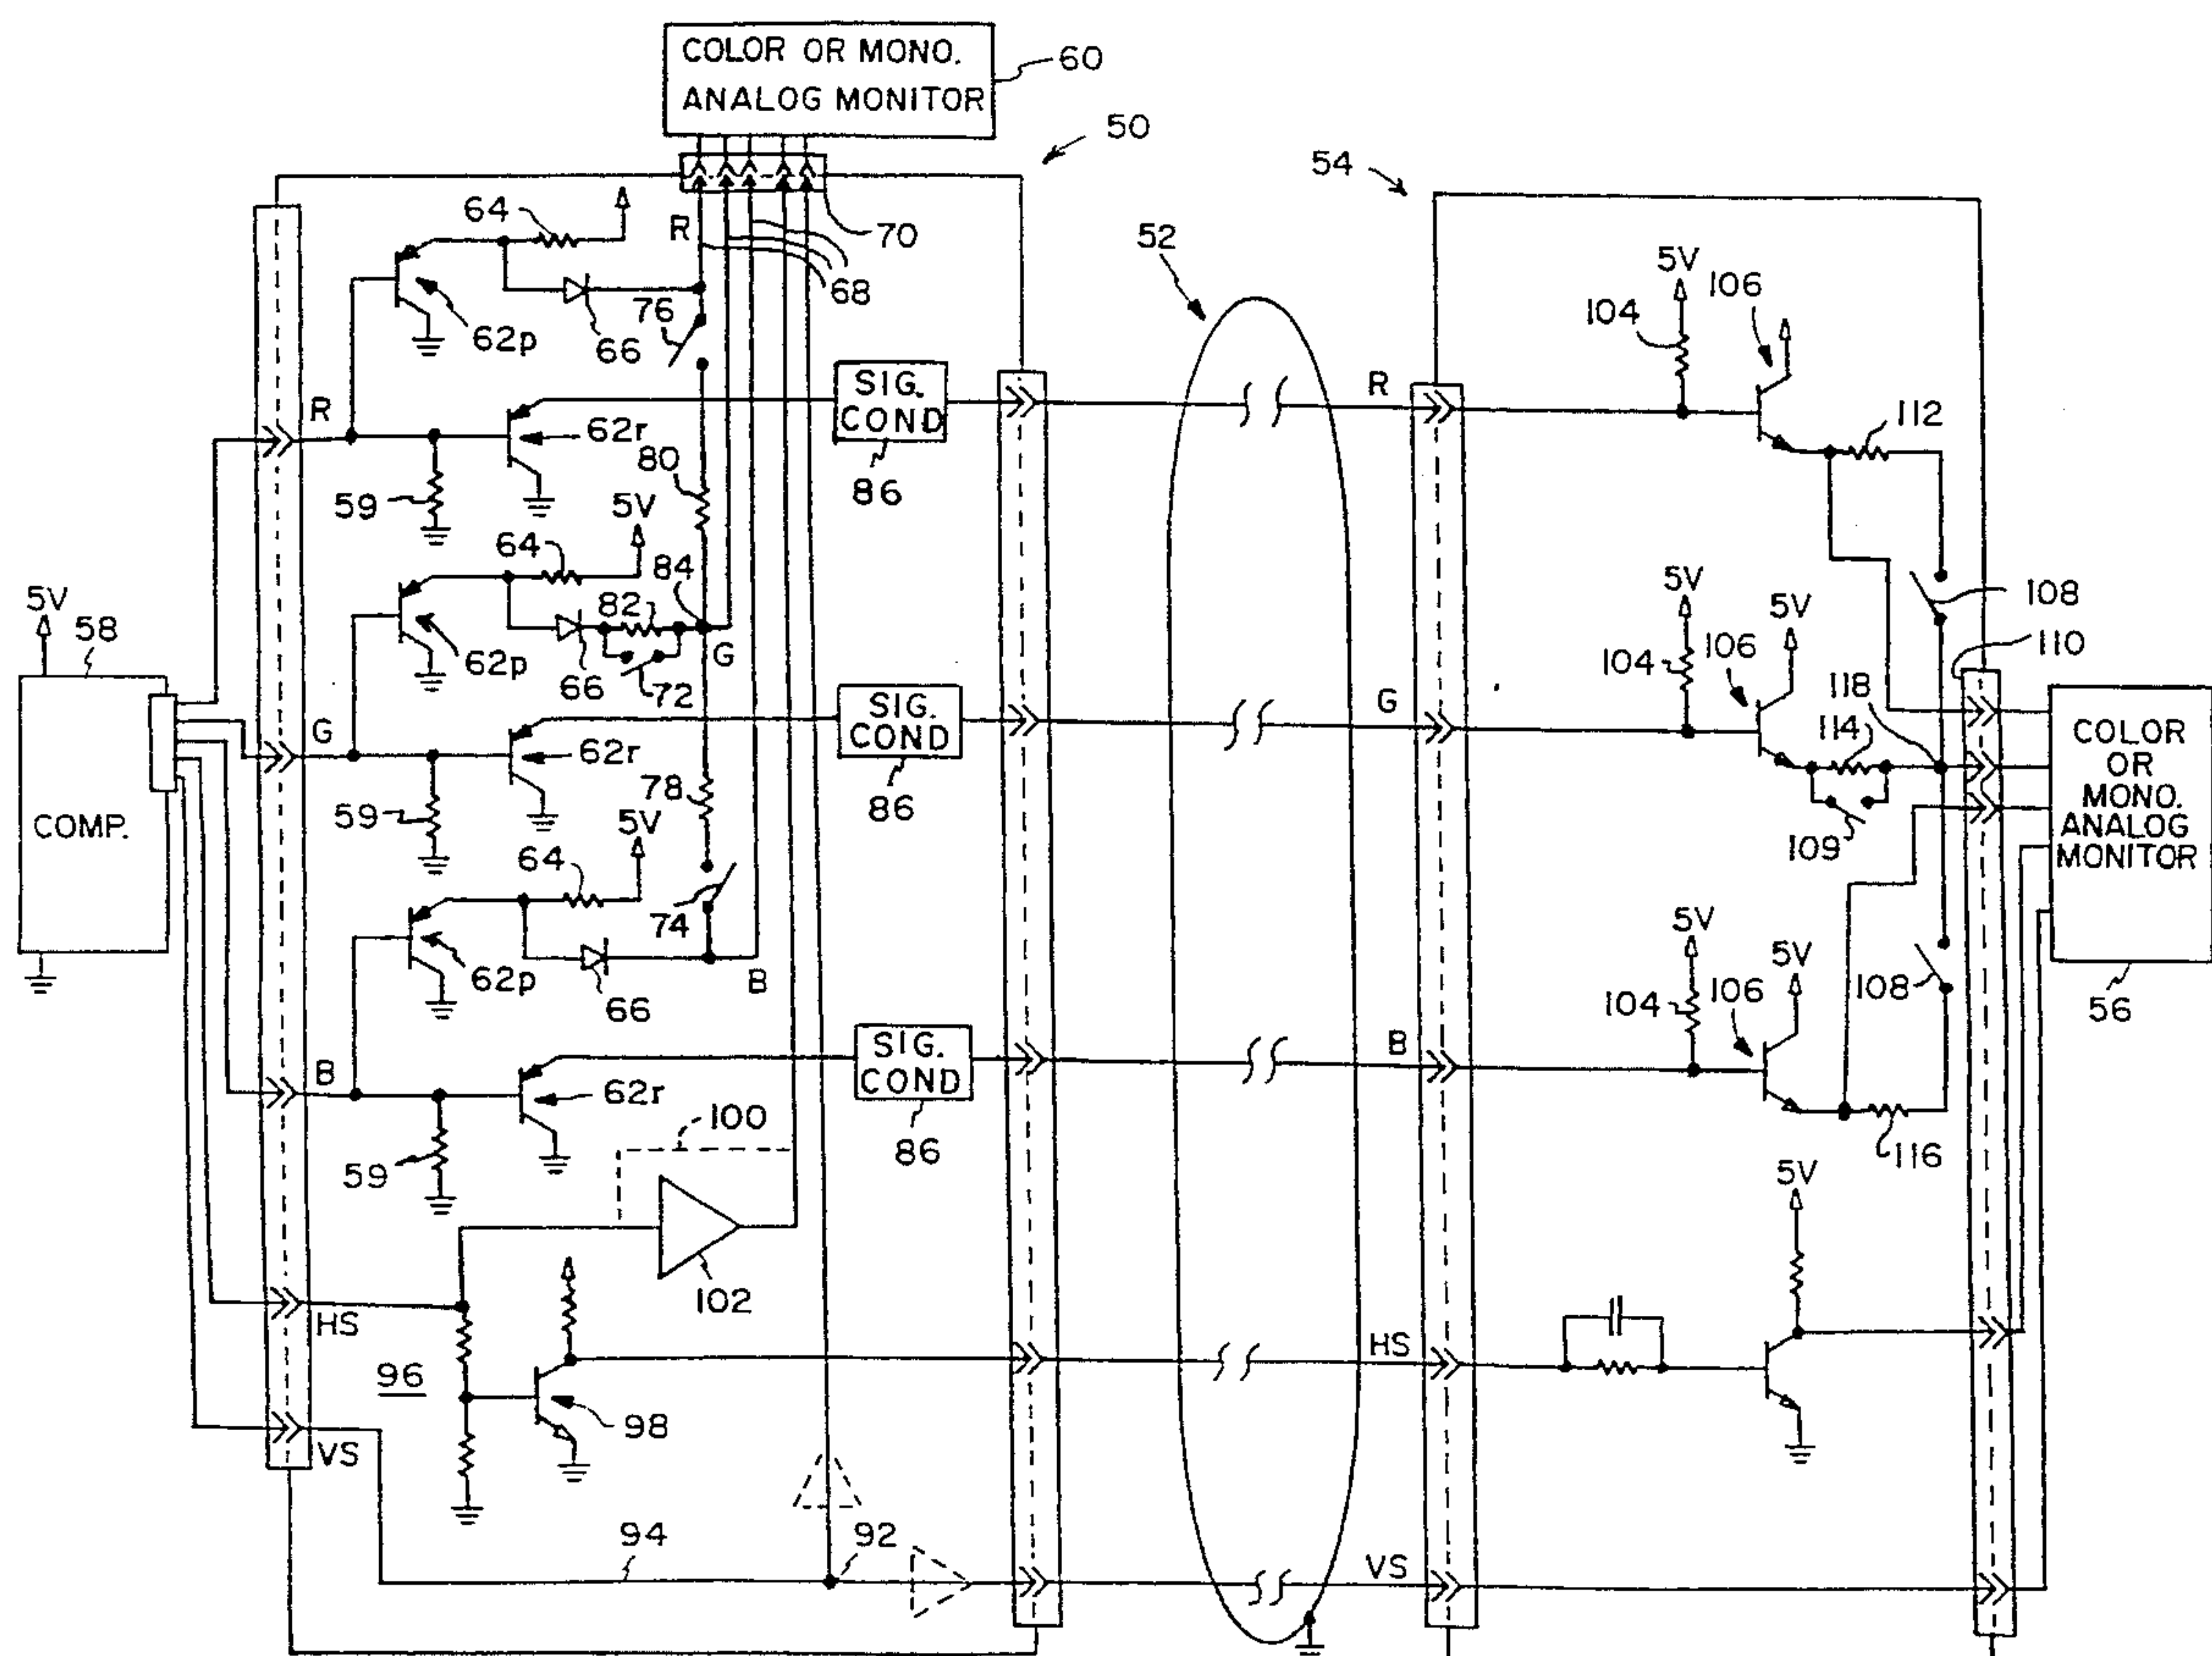 COLOR OR MONO.
ANALOG MONITOR
60
50
54
64
R
70
52
68
76
62p
66
5V
106
104
R
SIG.
COND
86
R
62r
80
59
112
5V
64
84
82
62p
66
72
G
5V
58
COMP.
5V
5V
104
106
108
110
118
114
109
G
SIG.
COND
86
G
62r
59
78
5V
64
74
62p
66
B
COLOR
OR
MONO.
ANALOG
MONITOR
56
5V
5V
104
106
108
B
SIG.
COND
86
B
62r
100
59
116
5V
102
HS
HS
96
98
VS
94
92
VS